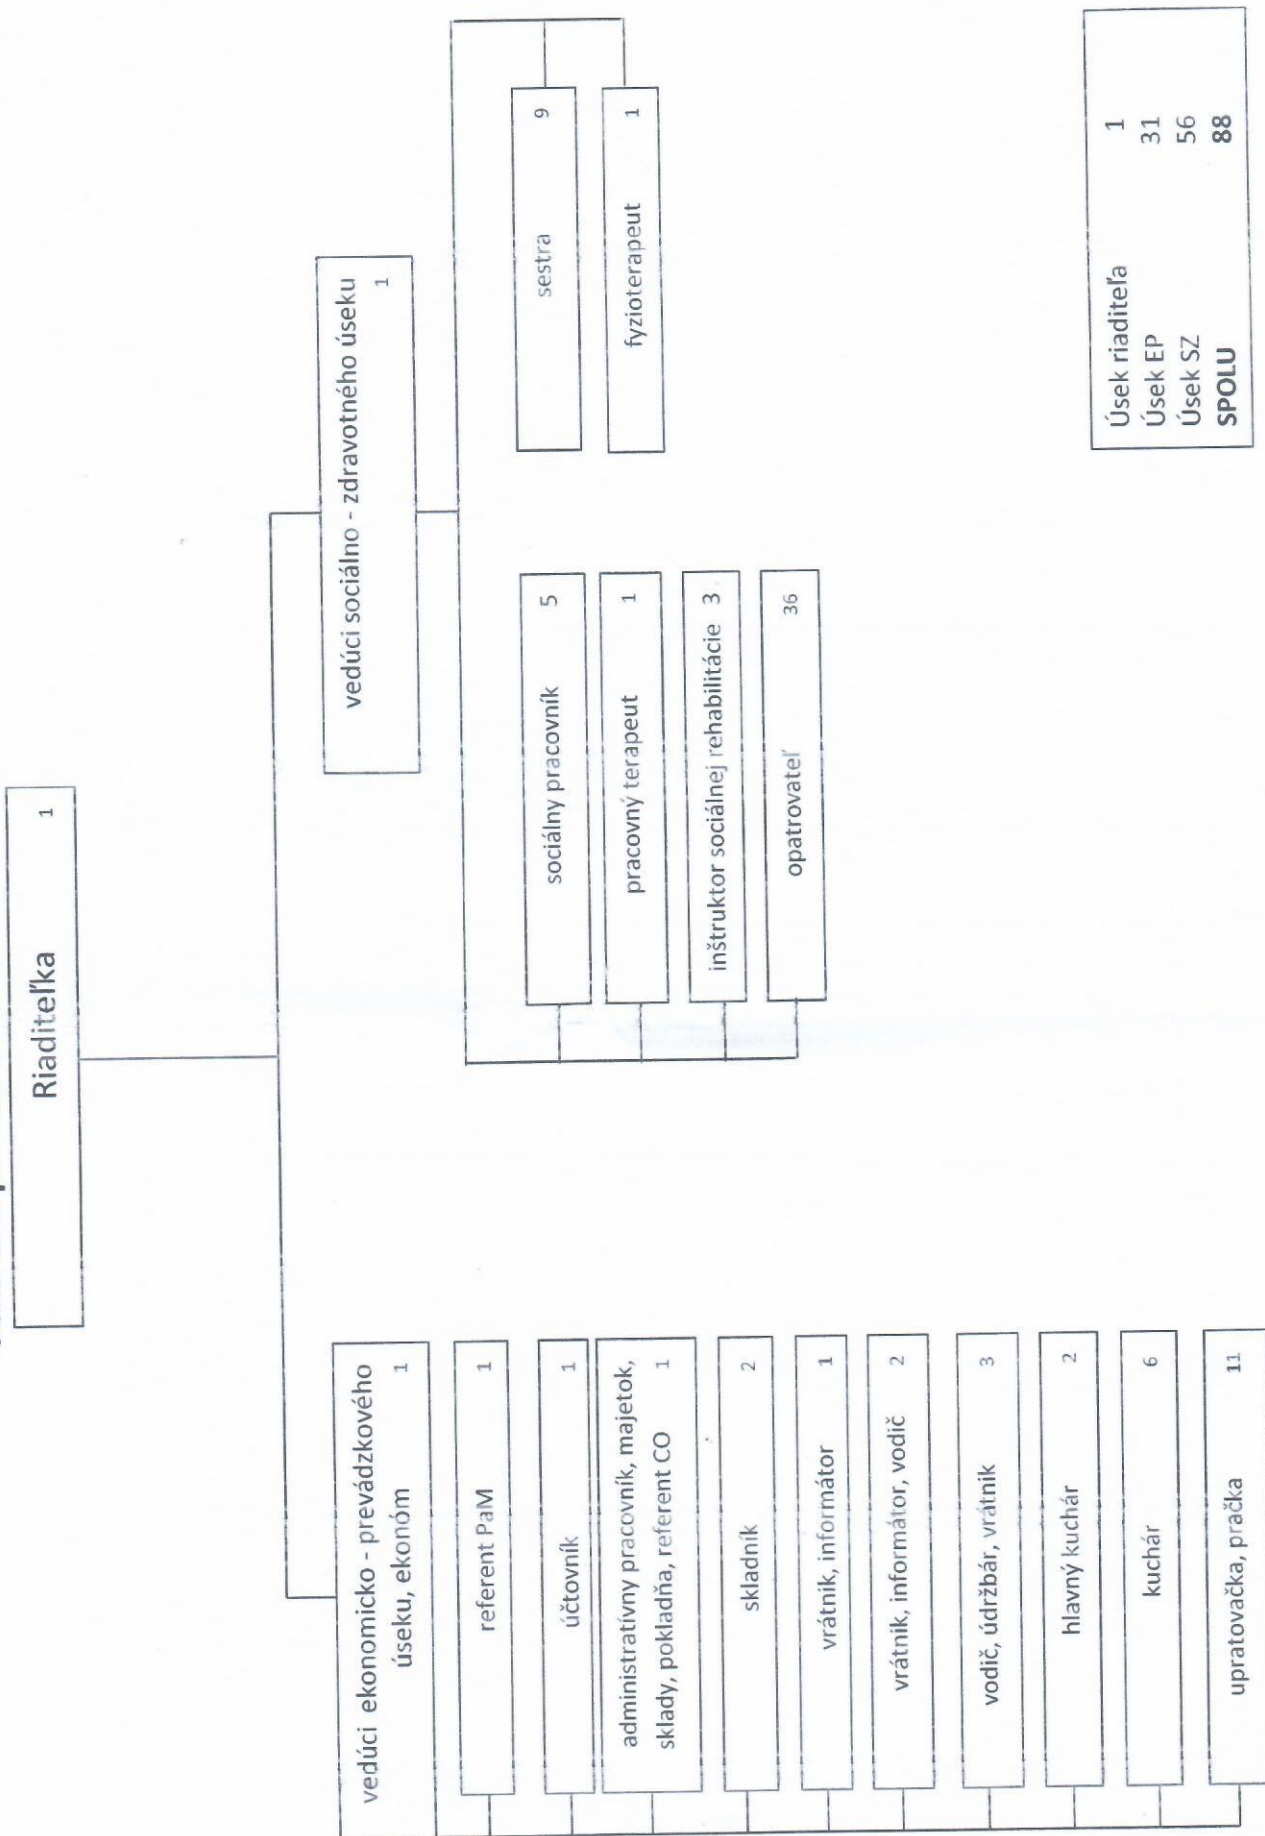 Riaditeľka 1
vedúci ekonomicko - prevádzkového
úseku, ekonóm 1
referent PaM 1
účtovník 1
administratívny pracovník, majetok,
sklady, pokladňa, referent CO 1
skladník 2
vrátnik, informátor 1
vrátnik, informátor, vodič 2
vodič, údržbár, vrátnik 3
hlavný kuchár 2
kuchár 6
upratovačka, pračka 11
vedúci sociálno - zdravotného úseku
1
sociálny pracovník 5
pracovný terapeut 1
inštruktor sociálnej rehabilitácie 3
opatrovateľ 36
sestra 9
fyzioterapeut 1
Úsek riaditeľa 1
Úsek EP 31
Úsek SZ 56
SPOLU 88